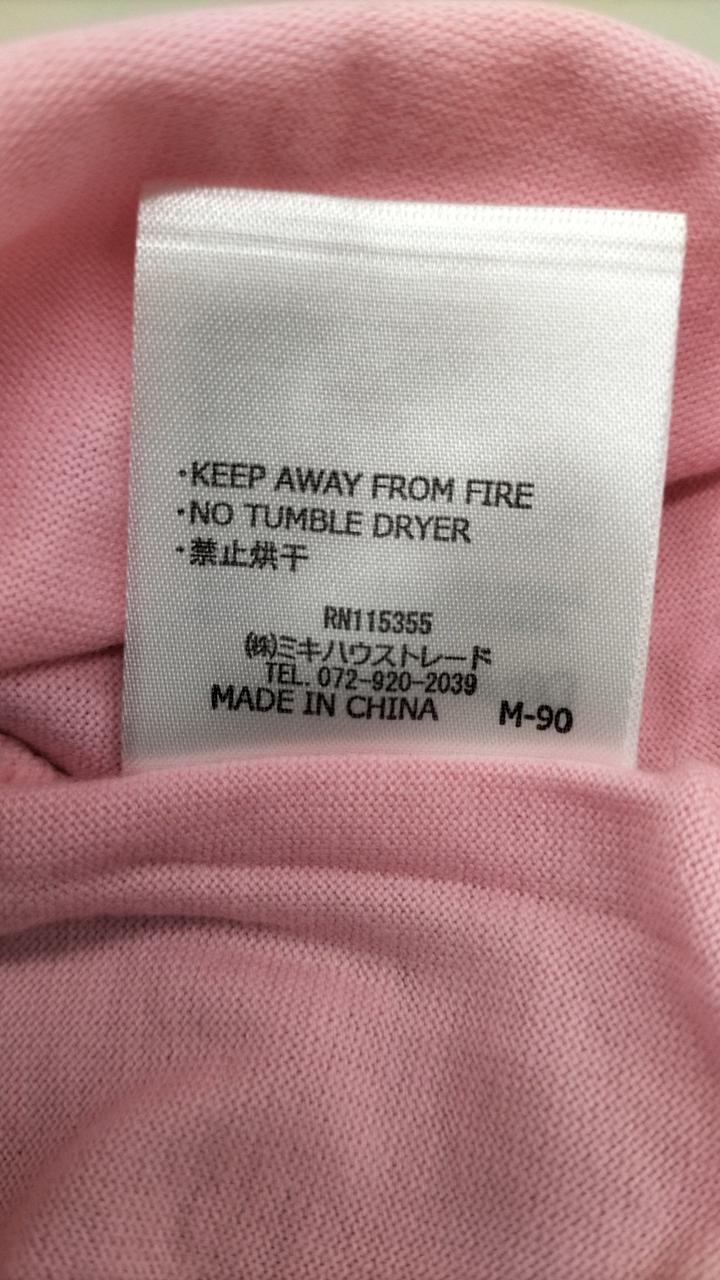 ・KEEP AWAY FROM FIRE
・NO TUMBLE DRYER
・禁止烘干
RN115355
㈱ミキハウストレード
TEL. 072-920-2039
MADE IN CHINA M-90